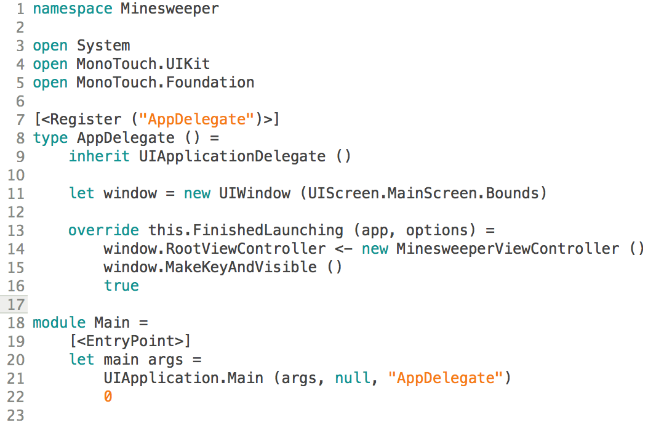 1 namespace Minesweeper
2
3 open System
4 open MonoTouch.UIKit
5 open MonoTouch.Foundation
6
7 [<Register ("AppDelegate")>]
8 type AppDelegate () =
9     inherit UIApplicationDelegate ()
10
11     let window = new UIWindow (UIScreen.MainScreen.Bounds)
12
13     override this.FinishedLaunching (app, options) =
14         window.RootViewController <- new MinesweeperViewController ()
15         window.MakeKeyAndVisible ()
16         true
17
18 module Main =
19     [<EntryPoint>]
20     let main args =
21         UIApplication.Main (args, null, "AppDelegate")
22         0
23